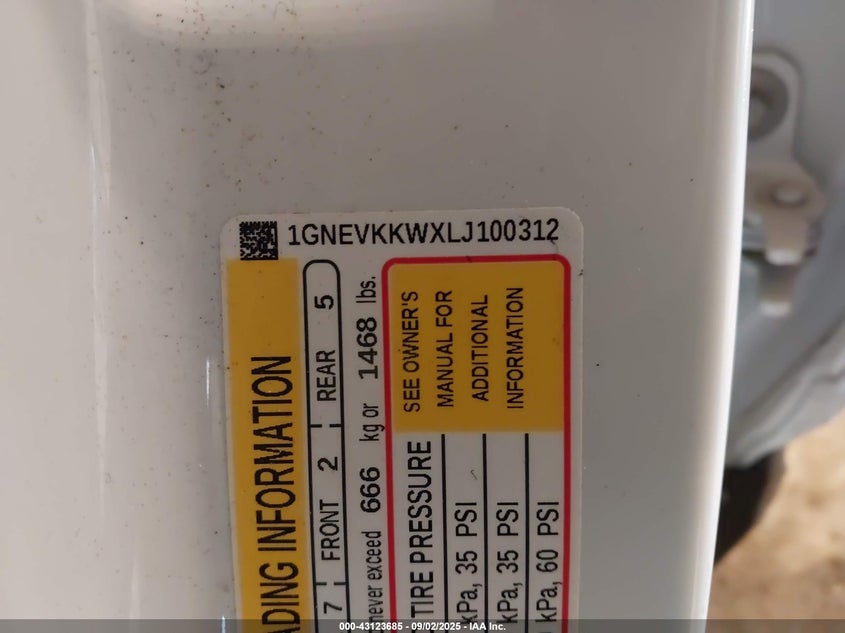 1GNEVKKWXLJ100312
ADING INFORMATION
7 FRONT 2 REAR 5
never exceed 666 kg or 1468 lbs.
TIRE PRESSURE
SEE OWNER'S
MANUAL FOR
ADDITIONAL
INFORMATION
kPa, 35 PSI
kPa, 35 PSI
kPa, 60 PSI
000-43123685 - 09/02/2025 - IAA Inc.